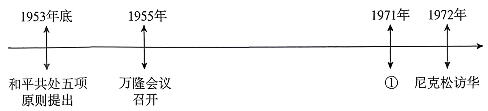 1953年底 1955年 1971年 1972年
和平共处五项 万隆会议 ① 尼克松访华
原则提出 召开